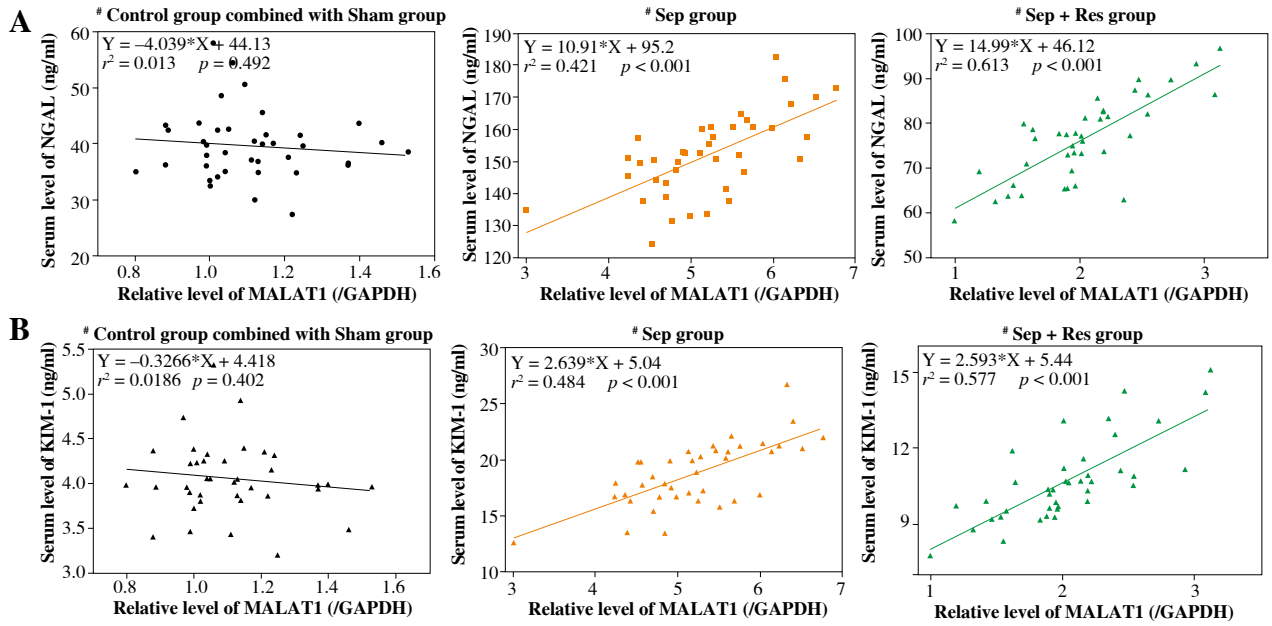 A
# Control group combined with Sham group
Y = –4.039*X + 44.13
r² = 0.013 p = 0.492
Serum level of NGAL (ng/ml)
60
50
40
30
20
0.8 1.0 1.2 1.4 1.6
Relative level of MALAT1 (/GAPDH)
# Sep group
Y = 10.91*X + 95.2
r² = 0.421 p < 0.001
Serum level of NGAL (ng/ml)
190
180
170
160
150
140
130
120
3 4 5 6 7
Relative level of MALAT1 (/GAPDH)
# Sep + Res group
Y = 14.99*X + 46.12
r² = 0.613 p < 0.001
Serum level of NGAL (ng/ml)
100
90
80
70
60
50
1 2 3
Relative level of MALAT1 (/GAPDH)
B
# Control group combined with Sham group
Y = –0.3266*X + 4.418
r² = 0.0186 p = 0.402
Serum level of KIM-1 (ng/ml)
5.5
5.0
4.5
4.0
3.5
3.0
0.8 1.0 1.2 1.4 1.6
Relative level of MALAT1 (/GAPDH)
# Sep group
Y = 2.639*X + 5.04
r² = 0.484 p < 0.001
Serum level of KIM-1 (ng/ml)
30
25
20
15
10
3 4 5 6 7
Relative level of MALAT1 (/GAPDH)
# Sep + Res group
Y = 2.593*X + 5.44
r² = 0.577 p < 0.001
Serum level of KIM-1 (ng/ml)
15
12
9
1 2 3
Relative level of MALAT1 (/GAPDH)